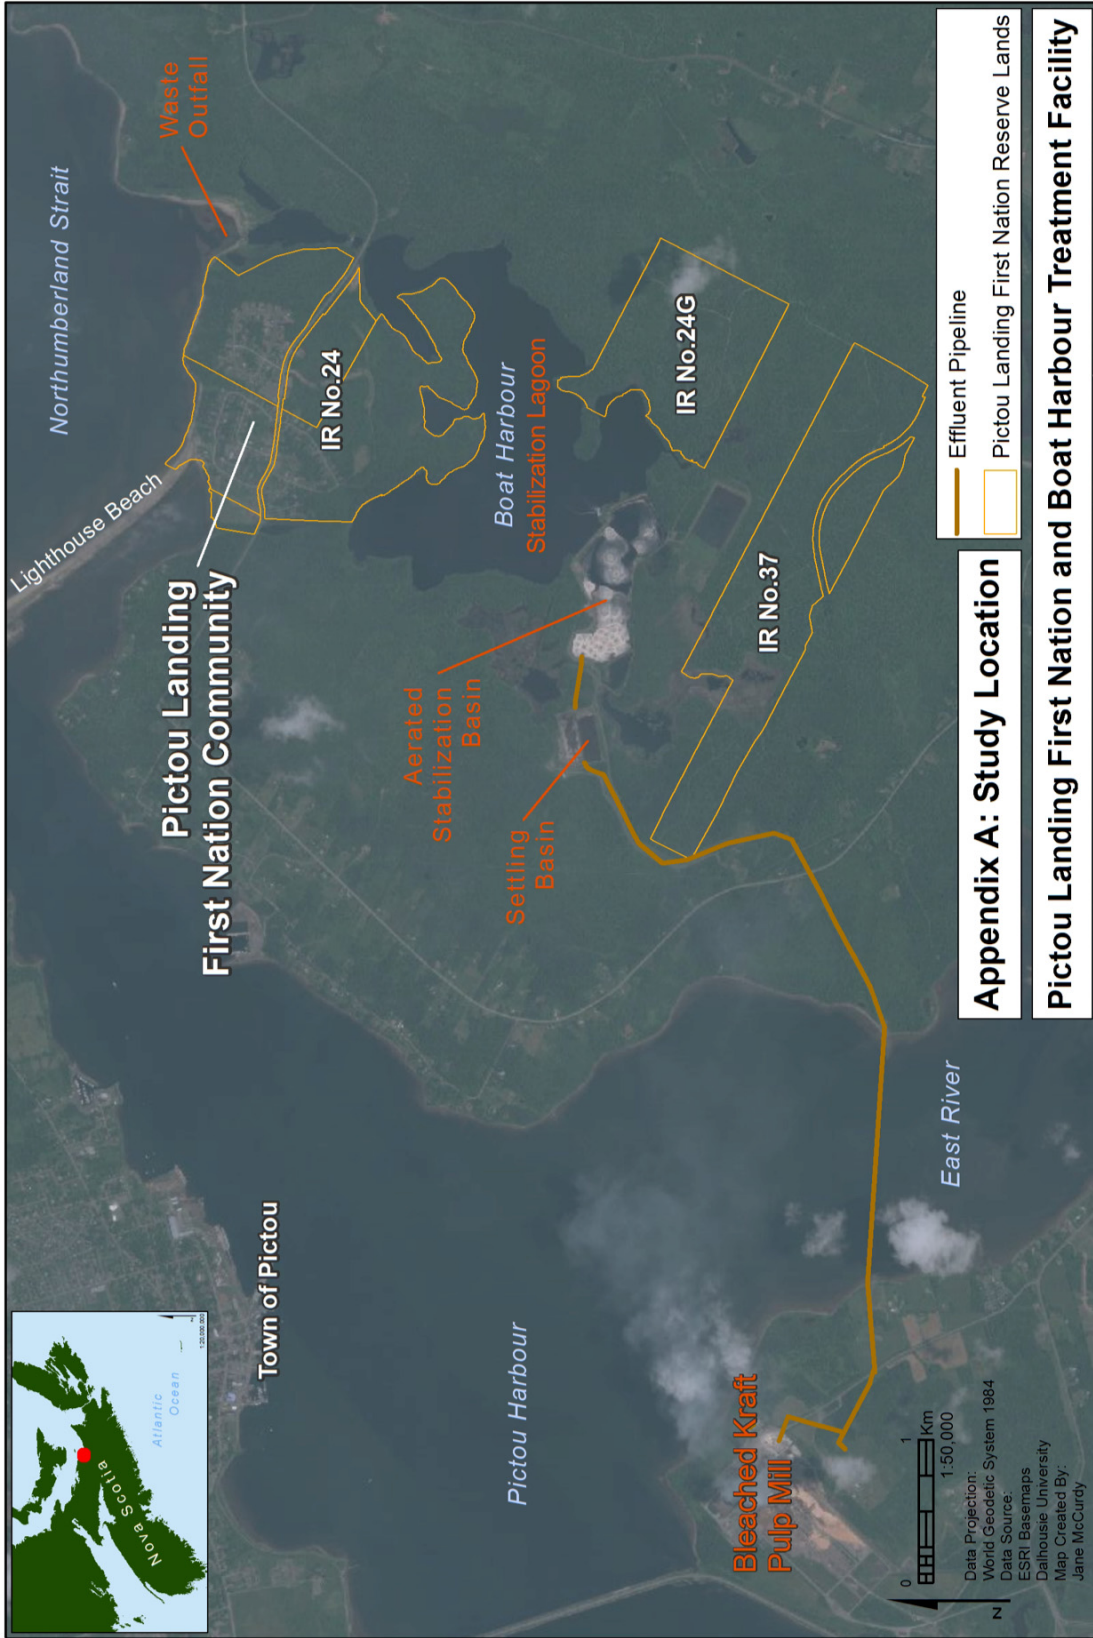 Nova Scotia
Atlantic
Ocean
N
1:20,000,000
Northumberland Strait
Waste
Outfall
Lighthouse Beach
Pictou Landing
First Nation Community
IR No.24
Town of Pictou
Boat Harbour
Stabilization Lagoon
Aerated
Stabilization
Basin
Settling
Basin
IR No.24G
IR No.37
Pictou Harbour
East River
Bleached Kraft
Pulp Mill
0 1
Km
1:50,000
N
Data Projection:
World Geodetic System 1984
Data Source:
ESRI Basemaps
Dalhousie University
Map Created By:
Jane McCurdy
Appendix A: Study Location
Effluent Pipeline
Pictou Landing First Nation Reserve Lands
Pictou Landing First Nation and Boat Harbour Treatment Facility